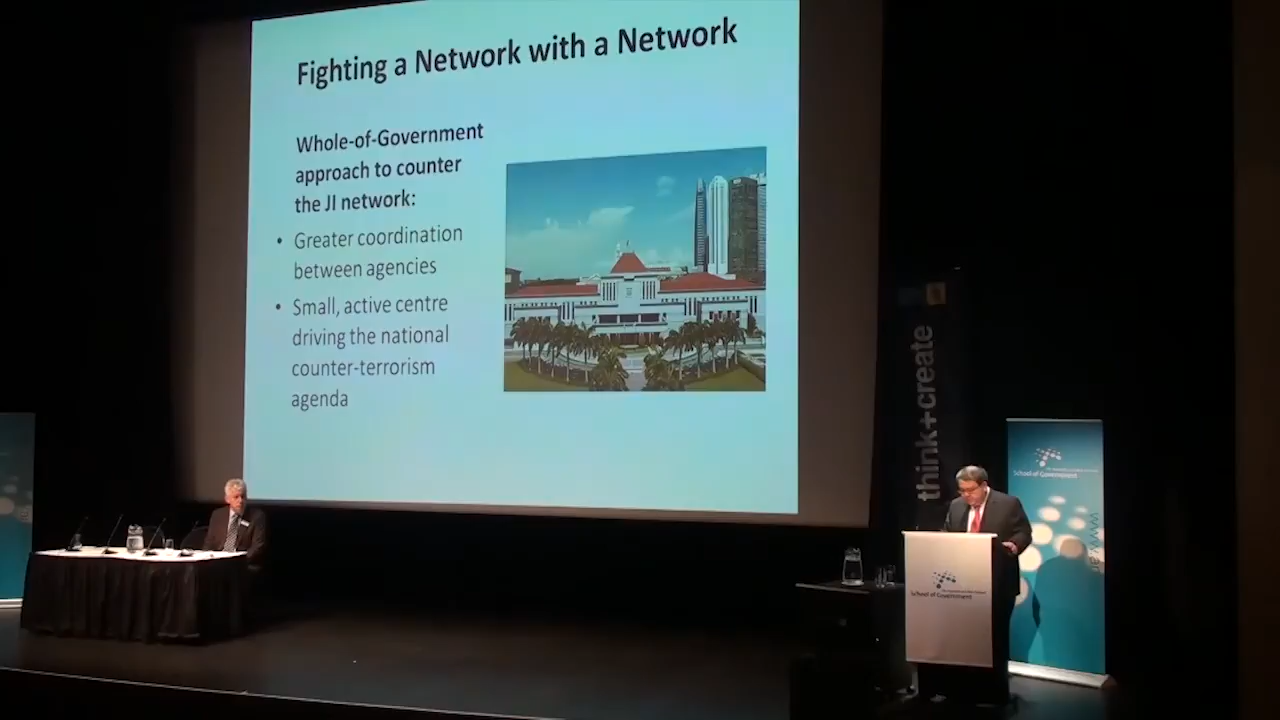 Fighting a Network with a Network
Whole-of-Government
approach to counter
the JI network:
• Greater coordination
between agencies
• Small, active centre
driving the national
counter-terrorism
agenda
think+create
School of Government
School of Government